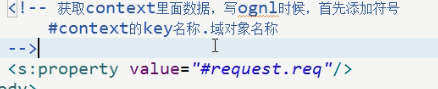 <!-- 获取context里面数据，写ognl时候，首先添加符号
#context的key名称.域对象名称
-->
<s:property value="#request.req"/>